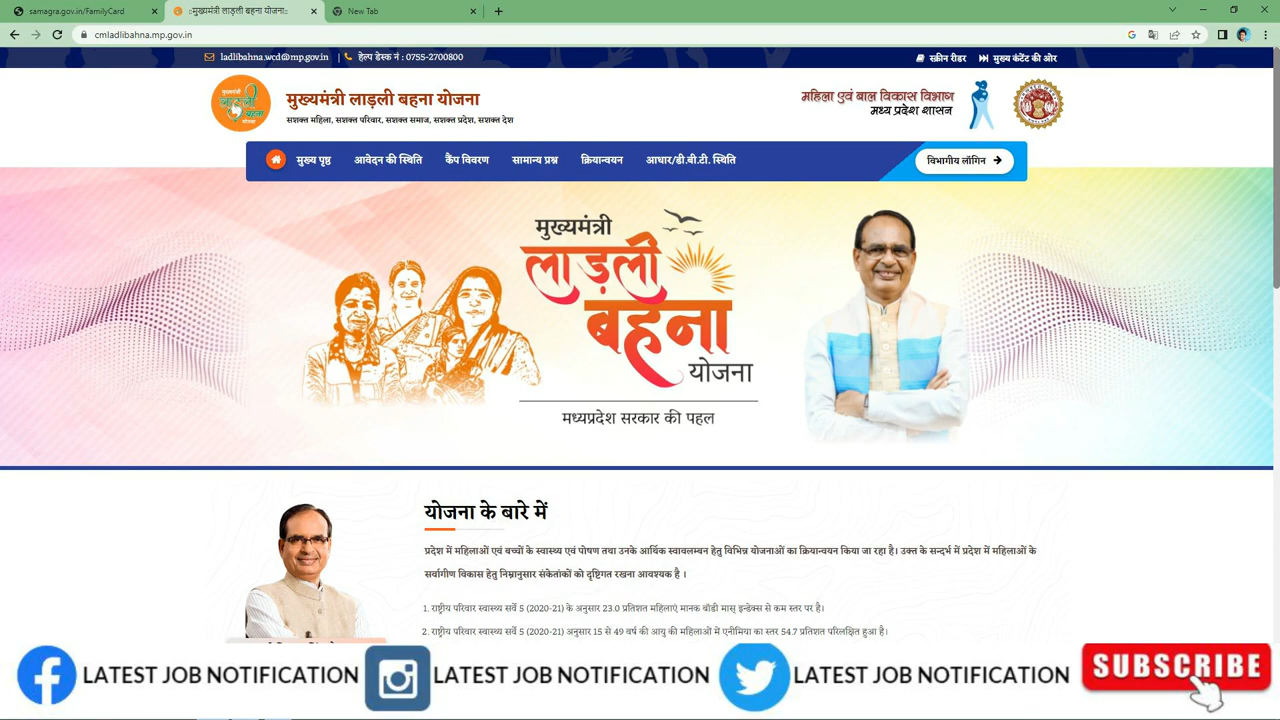 samagra.gov.in/FamilyCard
::मुख्यमंत्री लाड़ली बहना योजना::
New Tab
cmladlibahna.mp.gov.in
ladlibahna.wcd@mp.gov.in | हेल्प डेस्क नं : 0755-2700800
स्क्रीन रीडर
मुख्य कंटेंट की ओर
मुख्यमंत्री लाड़ली बहना योजना
सशक्त महिला, सशक्त परिवार, सशक्त समाज, सशक्त प्रदेश, सशक्त देश
महिला एवं बाल विकास विभाग
मध्य प्रदेश शासन
मुख्यमंत्री
लाड़ली
बहना
योजना
मुख्य पृष्ठ
आवेदन की स्थिति
कैंप विवरण
सामान्य प्रश्न
क्रियान्वयन
आधार/डी.बी.टी. स्थिति
विभागीय लॉगिन
मुख्यमंत्री
लाड़ली
बहना
योजना
मध्यप्रदेश सरकार की पहल
योजना के बारे में
प्रदेश में महिलाओं एवं बच्चों के स्वास्थ्य एवं पोषण तथा उनके आर्थिक स्वावलम्बन हेतु विभिन्न योजनाओं का क्रियान्वयन किया जा रहा है। उक्त के सन्दर्भ में प्रदेश में महिलाओं के
सर्वागीण विकास हेतु निम्नानुसार संकेतांकों को दृष्टिगत रखना आवश्यक है ।
1. राष्ट्रीय परिवार स्वास्थ्य सर्वे 5 (2020-21) के अनुसार 23.0 प्रतिशत महिलाएं मानक बॉडी मास् इन्डेक्स से कम स्तर पर है।
2. राष्ट्रीय परिवार स्वास्थ्य सर्वे 5 (2020-21) अनुसार 15 से 49 वर्ष की आयु की महिलाओं में एनीमिया का स्तर 54.7 प्रतिशत परिलक्षित हुआ है।
LATEST JOB NOTIFICATION
LATEST JOB NOTIFICATION
LATEST JOB NOTIFICATION
SUBSCRIBE